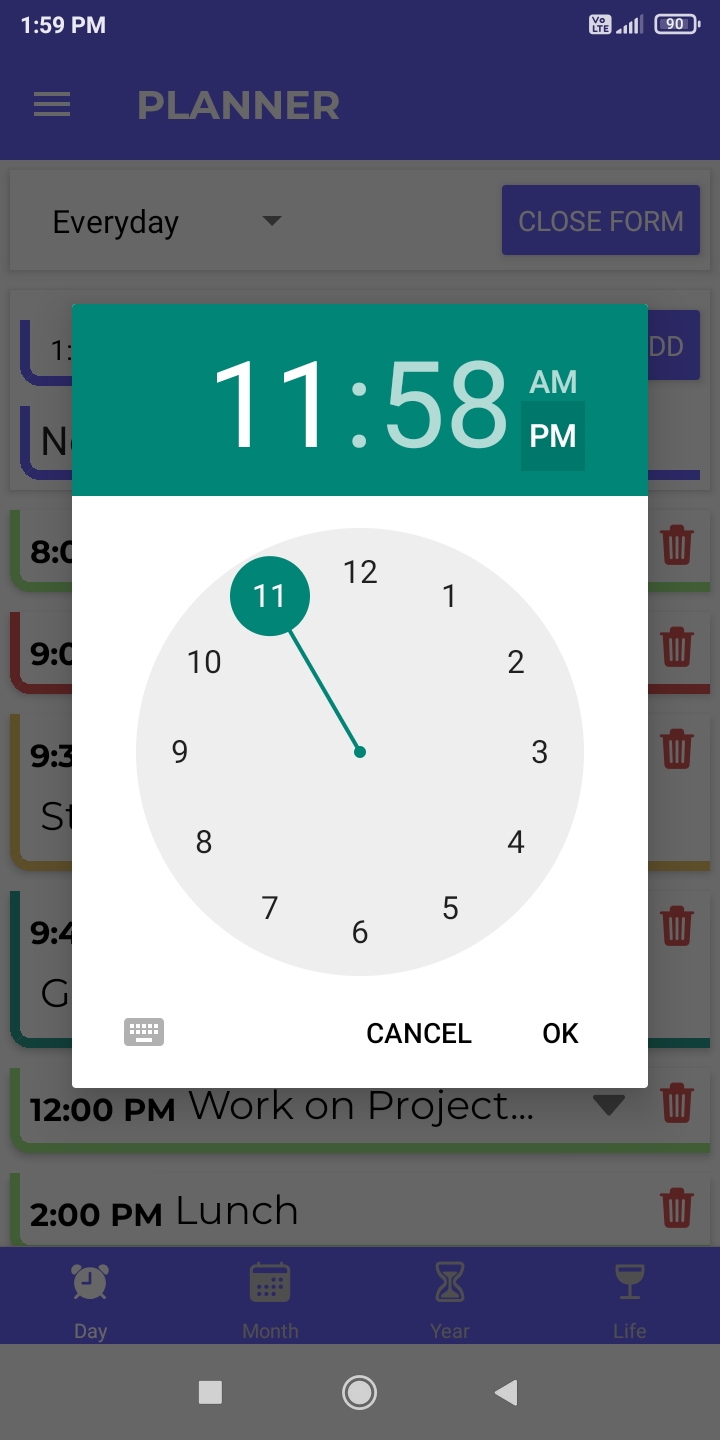 1:59 PM
Vo LTE
90
PLANNER
Everyday
CLOSE FORM
1:
DD
11:58
AM
PM
12
11
1
10
2
9
3
8
4
7
5
6
8:0
9:0
9:3
St
9:4
G
CANCEL
OK
12:00 PM Work on Project...
2:00 PM Lunch
Day
Month
Year
Life